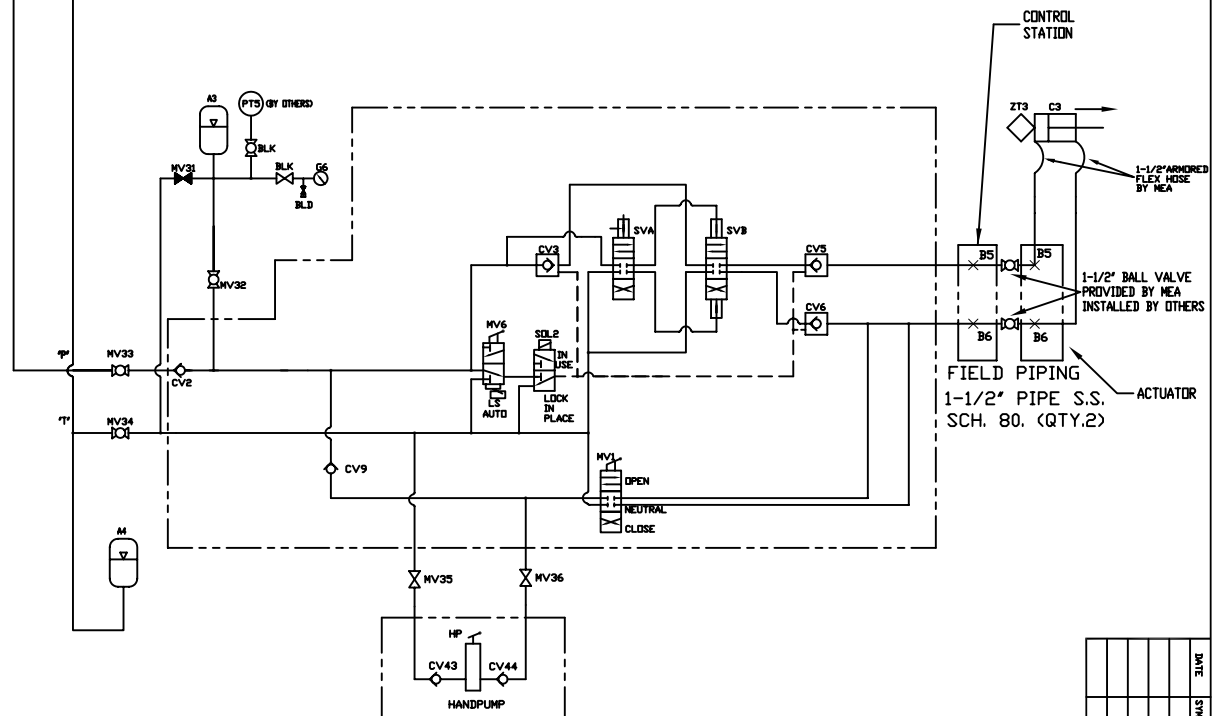 CONTROL
STATION
A3
PT5 (BY OTHERS)
ZT3 C3
BLK
MV31
BLK G6
BLD
1-1/2"ARMORED
FLEX HOSE
BY MEA
SVA
SVB
CV3
CV5
B5
B5
MV32
1-1/2" BALL VALVE
PROVIDED BY MEA
INSTALLED BY OTHERS
CV6
MV6
SOL2
B6
B6
IN
USE
"P"
MV33
CV2
FIELD PIPING
1-1/2" PIPE S.S.
SCH. 80. (QTY.2)
ACTUATOR
LS
AUTO
LOCK
IN
PLACE
"T"
MV34
CV9
MV1
OPEN
NEUTRAL
CLOSE
A4
MV35
MV36
HP
CV43
CV44
HANDPUMP
DATE